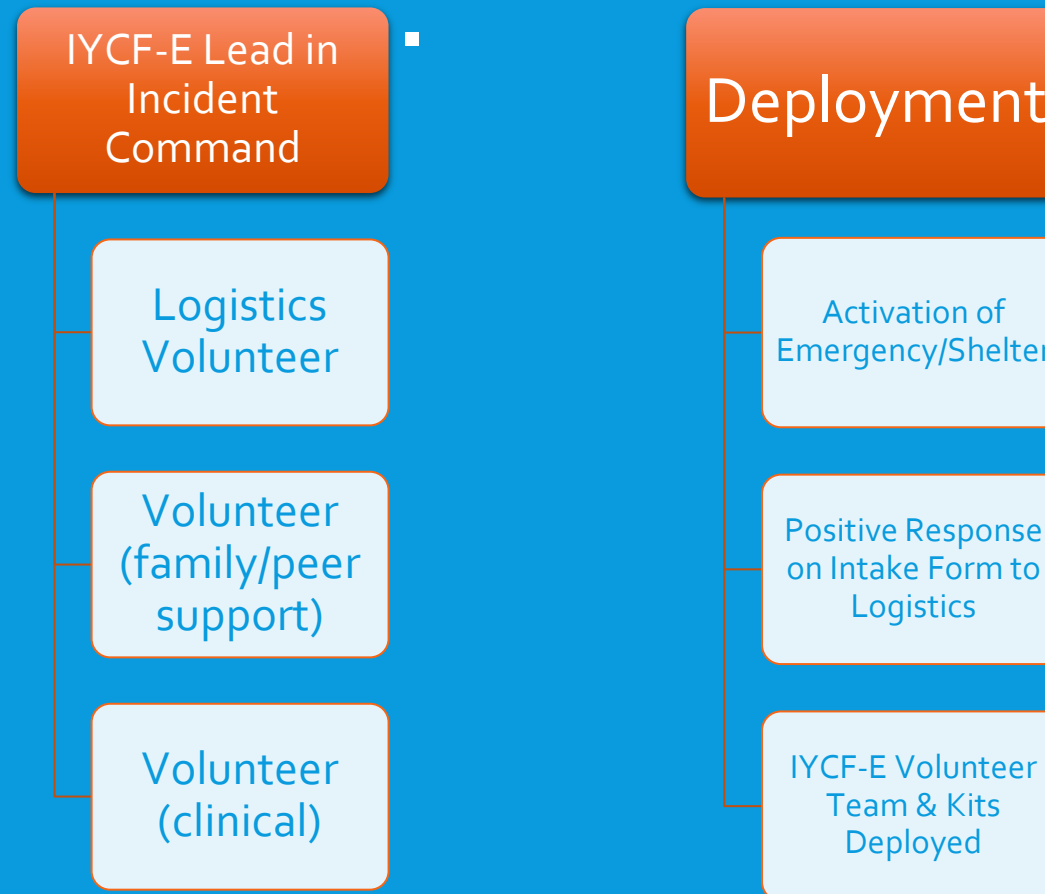 IYCF-E Lead in
Incident
Command
Logistics
Volunteer
Volunteer
(family/peer
support)
Volunteer
(clinical)
Deployment
Activation of
Emergency/Shelter
Positive Response
on Intake Form to
Logistics
IYCF-E Volunteer
Team & Kits
Deployed